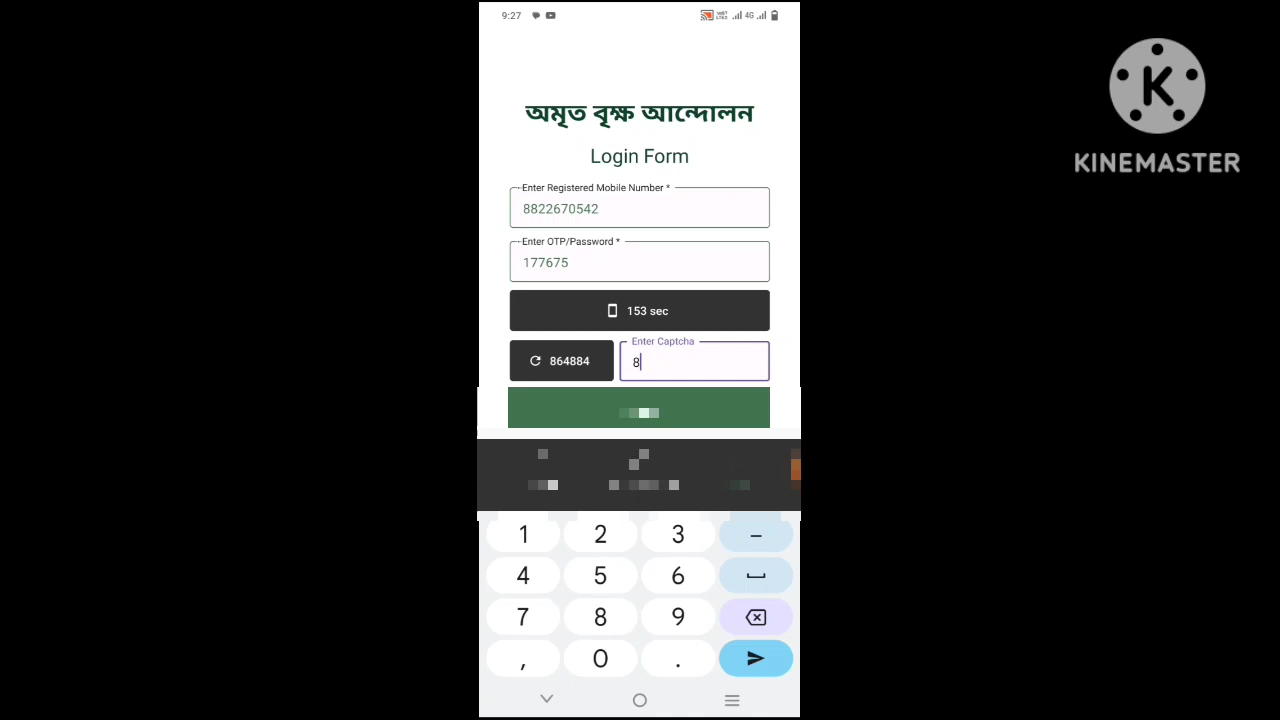 9:27
4G
KINEMASTER
অমৃত বৃক্ষ আন্দোলন
Login Form
Enter Registered Mobile Number *
8822670542
Enter OTP/Password *
177675
153 sec
Enter Captcha
864884
8
1 2 3 –
4 5 6
7 8 9
, 0 .